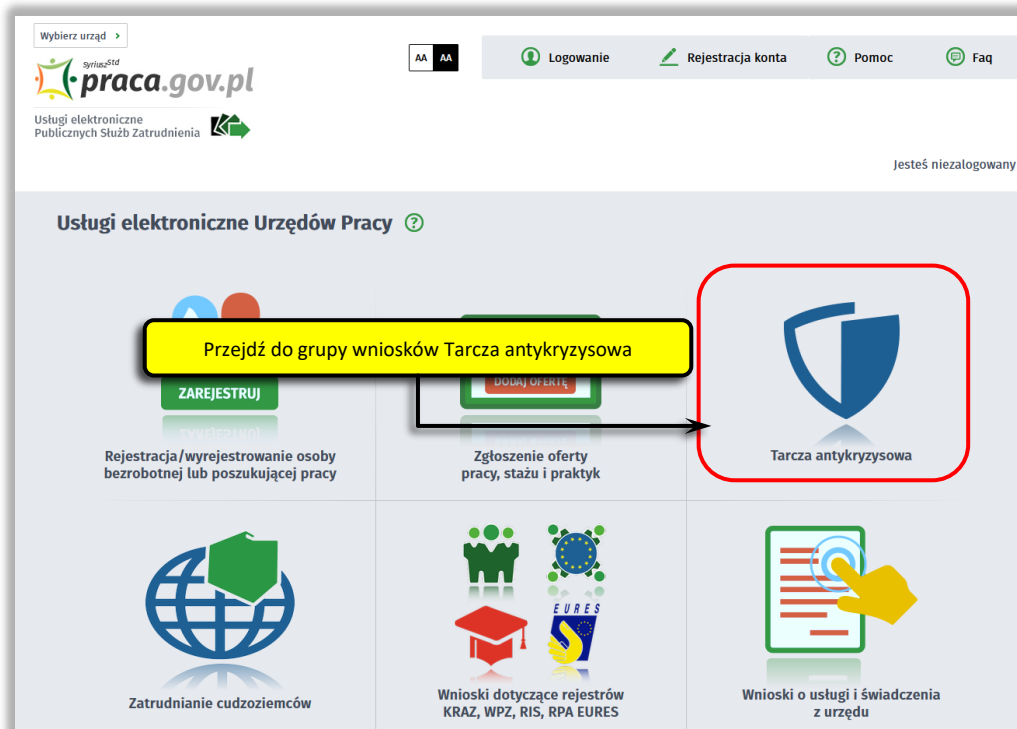 Wybierz urząd >
AA AA
Logowanie
Rejestracja konta
? Pomoc
Faq
SyriuszStd
praca.gov.pl
Usługi elektroniczne
Publicznych Służb Zatrudnienia
Jesteś niezalogowany
Usługi elektroniczne Urzędów Pracy ?
Przejdź do grupy wniosków Tarcza antykryzysowa
ZAREJESTRUJ
DODAJ OFERTĘ
Rejestracja/wyrejestrowanie osoby
bezrobotnej lub poszukującej pracy
Zgłoszenie oferty
pracy, stażu i praktyk
Tarcza antykryzysowa
EURES
Zatrudnianie cudzoziemców
Wnioski dotyczące rejestrów
KRAZ, WPZ, RIS, RPA EURES
Wnioski o usługi i świadczenia
z urzędu